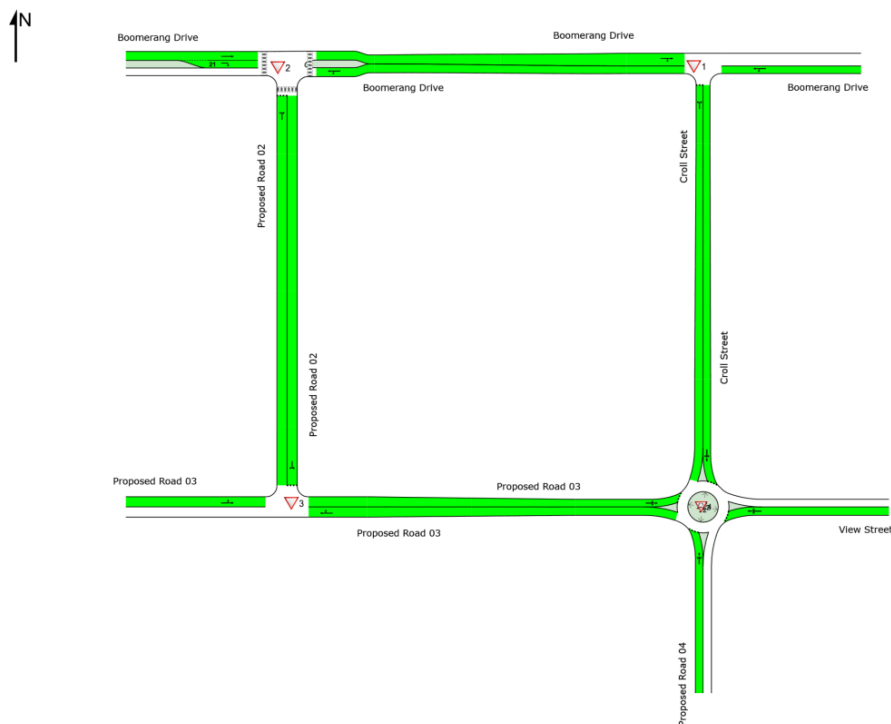 N
Boomerang Drive
Boomerang Drive
2
1
Boomerang Drive
Boomerang Drive
Proposed Road 02
Croll Street
Croll Street
Proposed Road 02
Proposed Road 03
Proposed Road 03
3
Proposed Road 03
View Street
Proposed Road 04